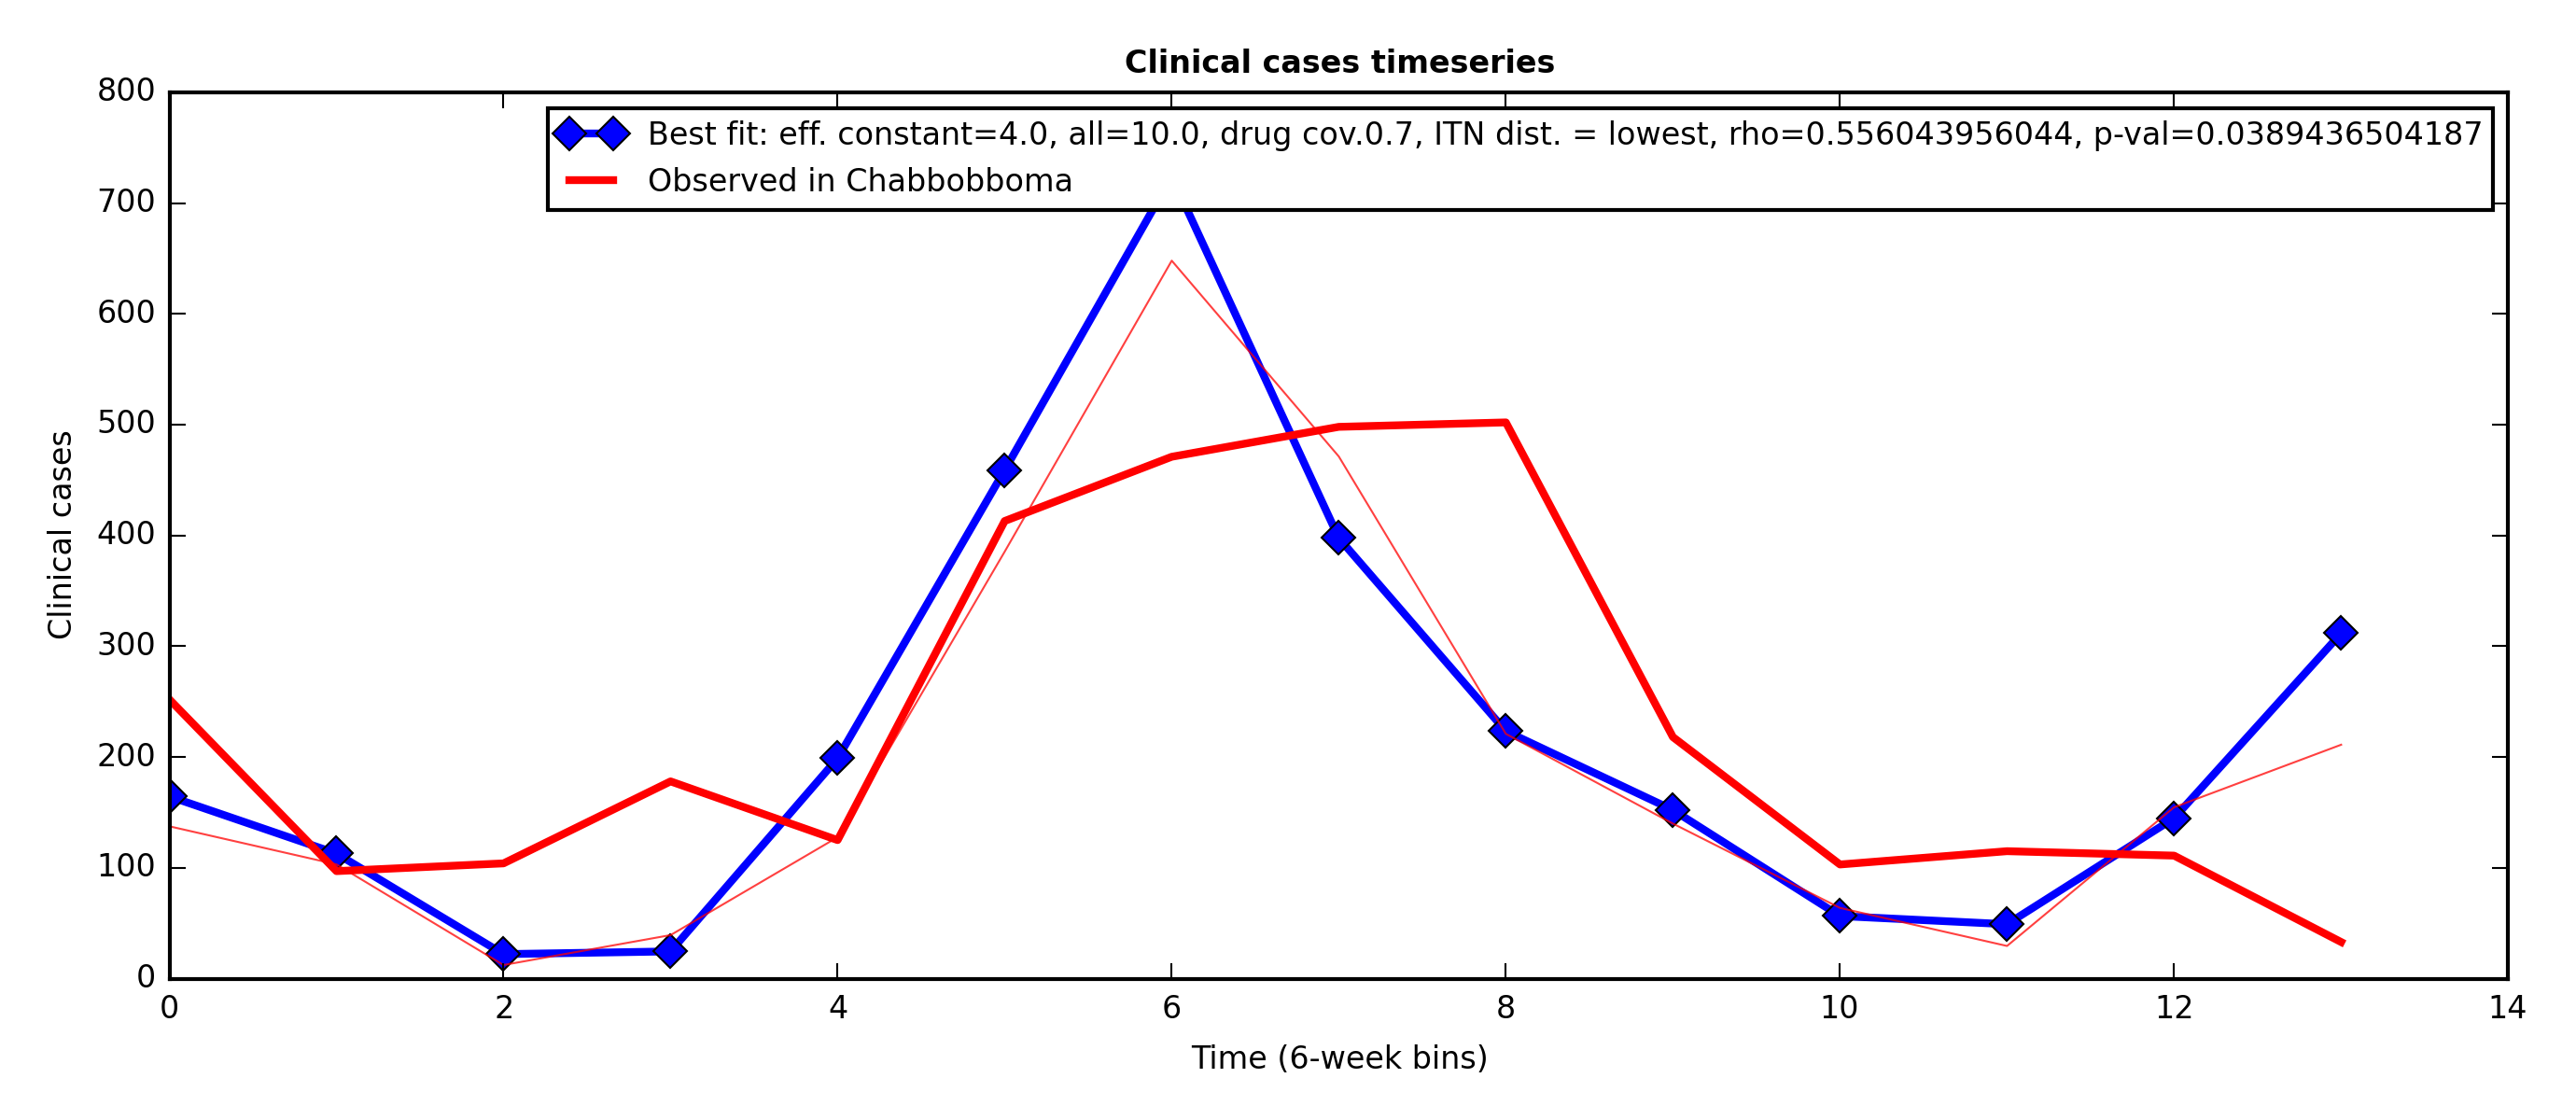 Clinical cases timeseries
800
700
600
500
400
300
200
100
0
Clinical cases
Best fit: eff. constant=4.0, all=10.0, drug cov.0.7, ITN dist. = lowest, rho=0.556043956044, p-val=0.0389436504187
Observed in Chabbobboma
0 2 4 6 8 10 12 14
Time (6-week bins)